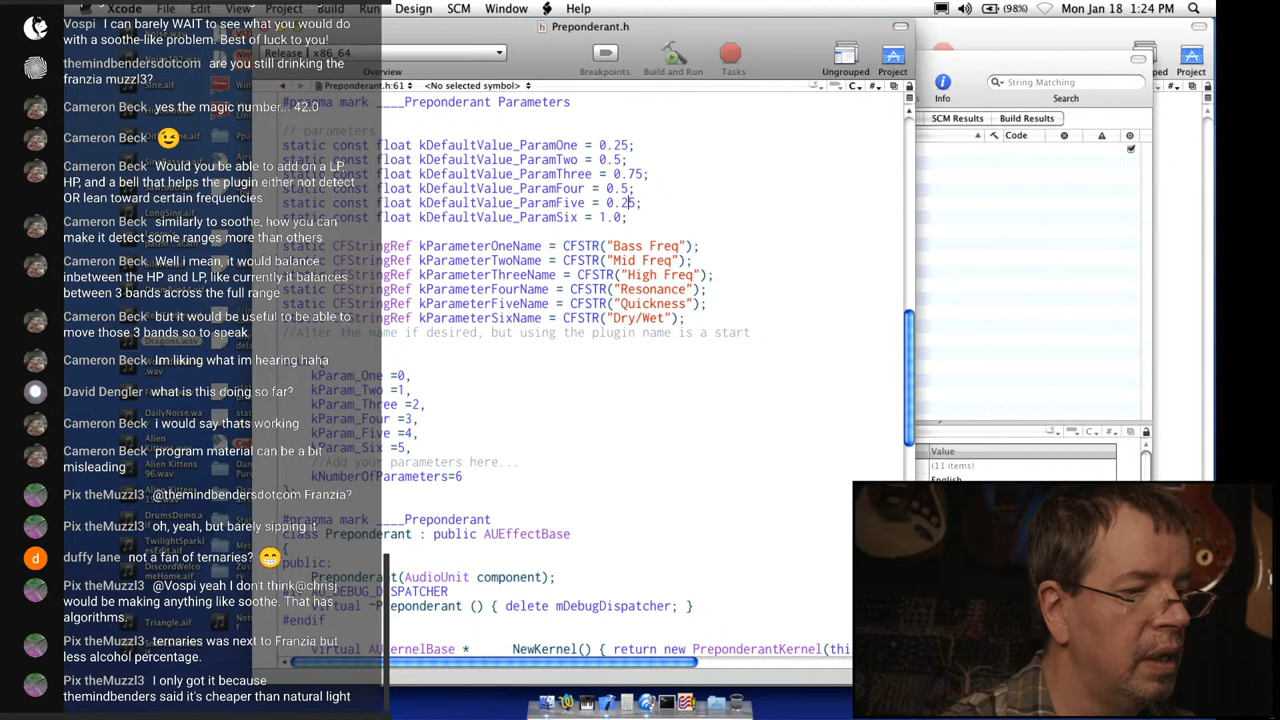 Xcode File Edit View Project Build Run Design SCM Window Help
(98%) Mon Jan 18 1:24 PM
Vospi I can barely WAIT to see what you would do
with a soothe-like problem. Best of luck to you!
themindbendersdotcom are you still drinking the
franzia muzzl3?
Cameron Beck yes the magic number... 42.0
Cameron Beck 😉
Cameron Beck Would you be able to add on a LP,
HP, and a bell that helps the plugin either not detect
OR lean toward certain frequencies
Cameron Beck similarly to soothe, how you can
make it detect some ranges more than others
Cameron Beck Well i mean, it would balance
inbetween the HP and LP, like currently it balances
between 3 bands across the full range
Cameron Beck but it would be useful to be able to
move those 3 bands so to speak
Cameron Beck Im liking what im hearing haha
David Dengler what is this doing so far?
Cameron Beck i would say thats working
Cameron Beck program material can be a bit
misleading
Pix theMuzzl3 @themindbendersdotcom Franzia?
Pix theMuzzl3 oh, yeah, but barely sipping it
duffy lane not a fan of ternaries? 😁
Pix theMuzzl3 @Vospi yeah I don't think @chris
would be making anything like soothe. That has
algorithms.
Pix theMuzzl3 ternaries was next to Franzia but
less alcohol percentage.
Pix theMuzzl3 I only got it because
themindbenders said it's cheaper than natural light
Preponderant.h
Release | x86_64
Overview
Breakpoints
Build and Run
Tasks
Ungrouped
Project
Preponderant.h:61
<No selected symbol>
#pragma mark ____Preponderant Parameters
// parameters
static const float kDefaultValue_ParamOne = 0.25;
static const float kDefaultValue_ParamTwo = 0.5;
static const float kDefaultValue_ParamThree = 0.75;
static const float kDefaultValue_ParamFour = 0.5;
static const float kDefaultValue_ParamFive = 0.25;
static const float kDefaultValue_ParamSix = 1.0;
static CFStringRef kParameterOneName = CFSTR("Bass Freq");
static CFStringRef kParameterTwoName = CFSTR("Mid Freq");
static CFStringRef kParameterThreeName = CFSTR("High Freq");
static CFStringRef kParameterFourName = CFSTR("Resonance");
static CFStringRef kParameterFiveName = CFSTR("Quickness");
static CFStringRef kParameterSixName = CFSTR("Dry/Wet");
//Alter the name if desired, but using the plugin name is a start
kParam_One =0,
kParam_Two =1,
kParam_Three =2,
kParam_Four =3,
kParam_Five =4,
kParam_Six =5,
//Add your parameters here...
kNumberOfParameters=6
#pragma mark ____Preponderant
class Preponderant : public AUEffectBase
{
public:
Preponderant(AudioUnit component);
#if AU_DEBUG_DISPATCHER
virtual ~Preponderant () { delete mDebugDispatcher; }
#endif
virtual AUKernelBase * NewKernel() { return new PreponderantKernel(thi
Info
String Matching
Search
Project
SCM Results
Build Results
Code
Value
(11 items)
English